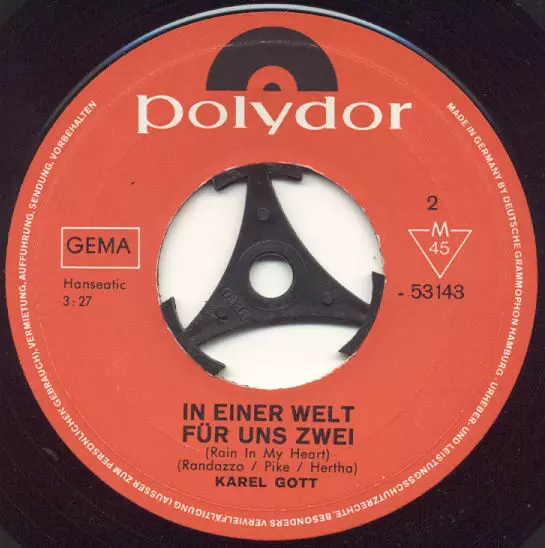 polydor
MADE IN GERMANY BY DEUTSCHE GRAMMOPHON HAMBURG · URHEBER- UND LEISTUNGSSCHUTZRECHTE, INSBESONDERE
BESONDERS VERVIELFÄLTIGUNG (AUSSER ZUM PERSÖNLICHEN GEBRAUCH), VERMIETUNG, AUFFÜHRUNG, SENDUNG, VORBEHALTEN
GEMA
2
M
45
Hanseatic
3:27
- 53143
IN EINER WELT
FÜR UNS ZWEI
(Rain In My Heart)
(Randazzo / Pike / Hertha)
KAREL GOTT